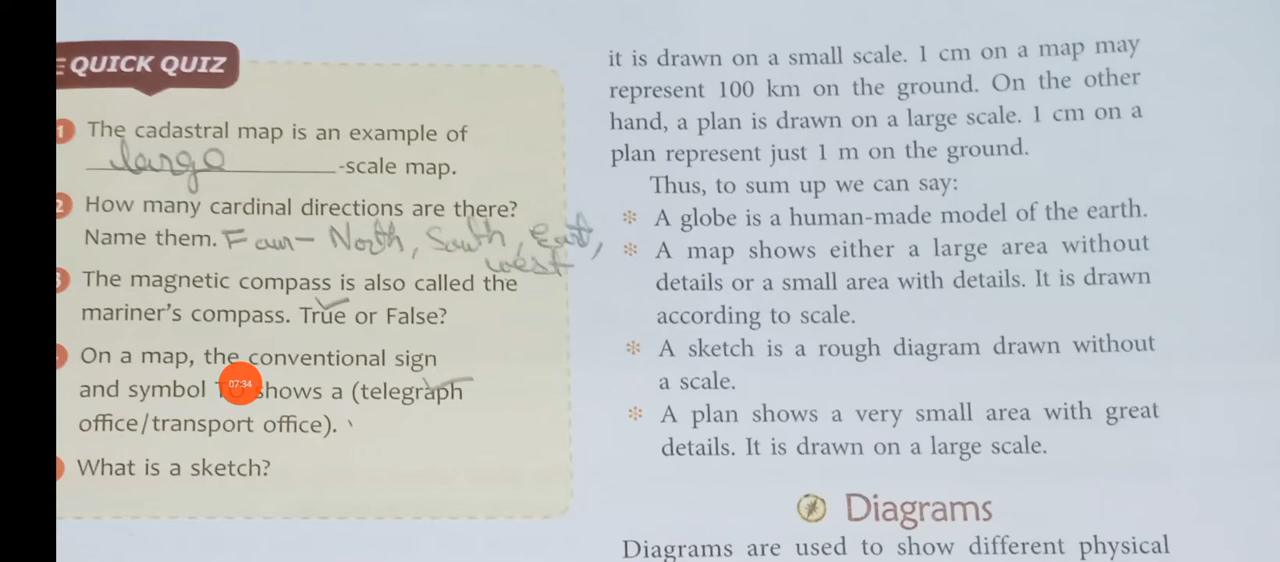 QUICK QUIZ
1 The cadastral map is an example of
large -scale map.
2 How many cardinal directions are there?
Name them. Four - North, South, East,
west
3 The magnetic compass is also called the
mariner's compass. True or False?
On a map, the conventional sign
and symbol shows a (telegraph
07:34
office/transport office).
What is a sketch?
it is drawn on a small scale. 1 cm on a map may
represent 100 km on the ground. On the other
hand, a plan is drawn on a large scale. 1 cm on a
plan represent just 1 m on the ground.
Thus, to sum up we can say:
* A globe is a human-made model of the earth.
* A map shows either a large area without
details or a small area with details. It is drawn
according to scale.
* A sketch is a rough diagram drawn without
a scale.
* A plan shows a very small area with great
details. It is drawn on a large scale.
Diagrams
Diagrams are used to show different physical